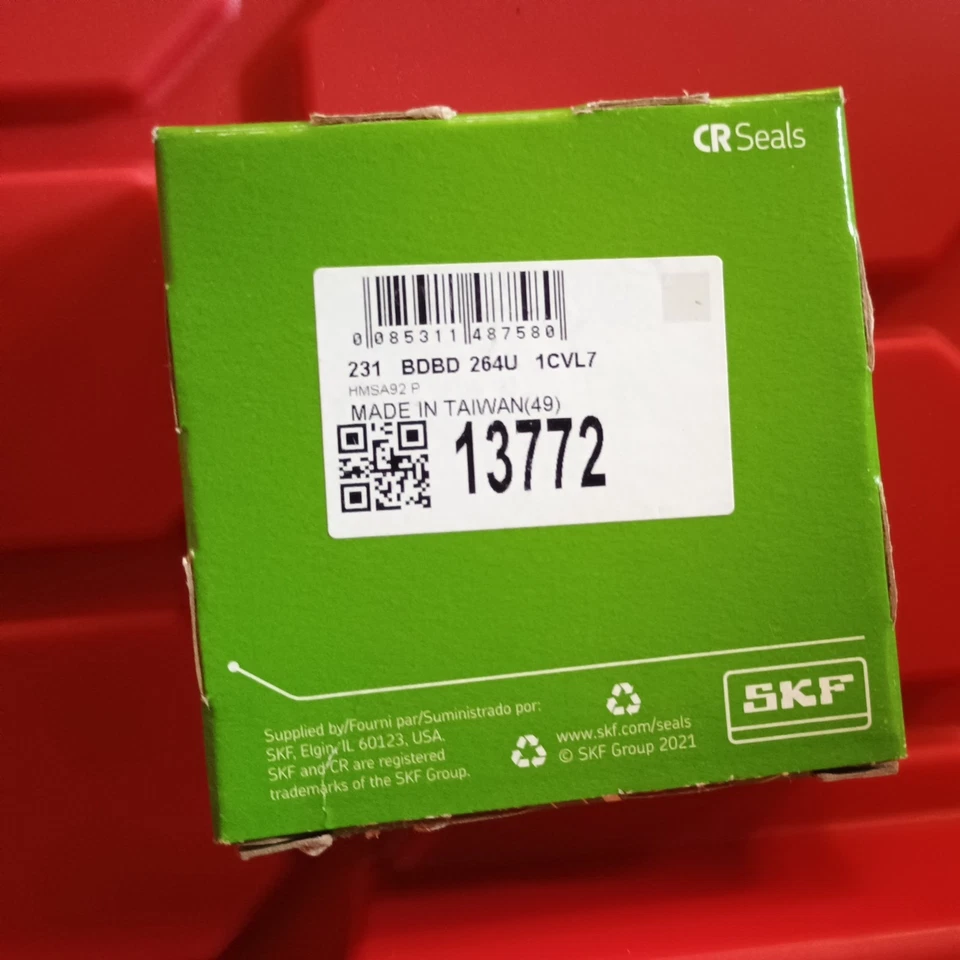 CR Seals
0 085311 487580
231 BDBD 264U 1CVL7
HMSA92 P
MADE IN TAIWAN(49)
13772
Supplied by/Fourni par/Suministrado por:
SKF, Elgin, IL 60123, USA.
SKF and CR are registered
trademarks of the SKF Group.
www.skf.com/seals
© SKF Group 2021
SKF